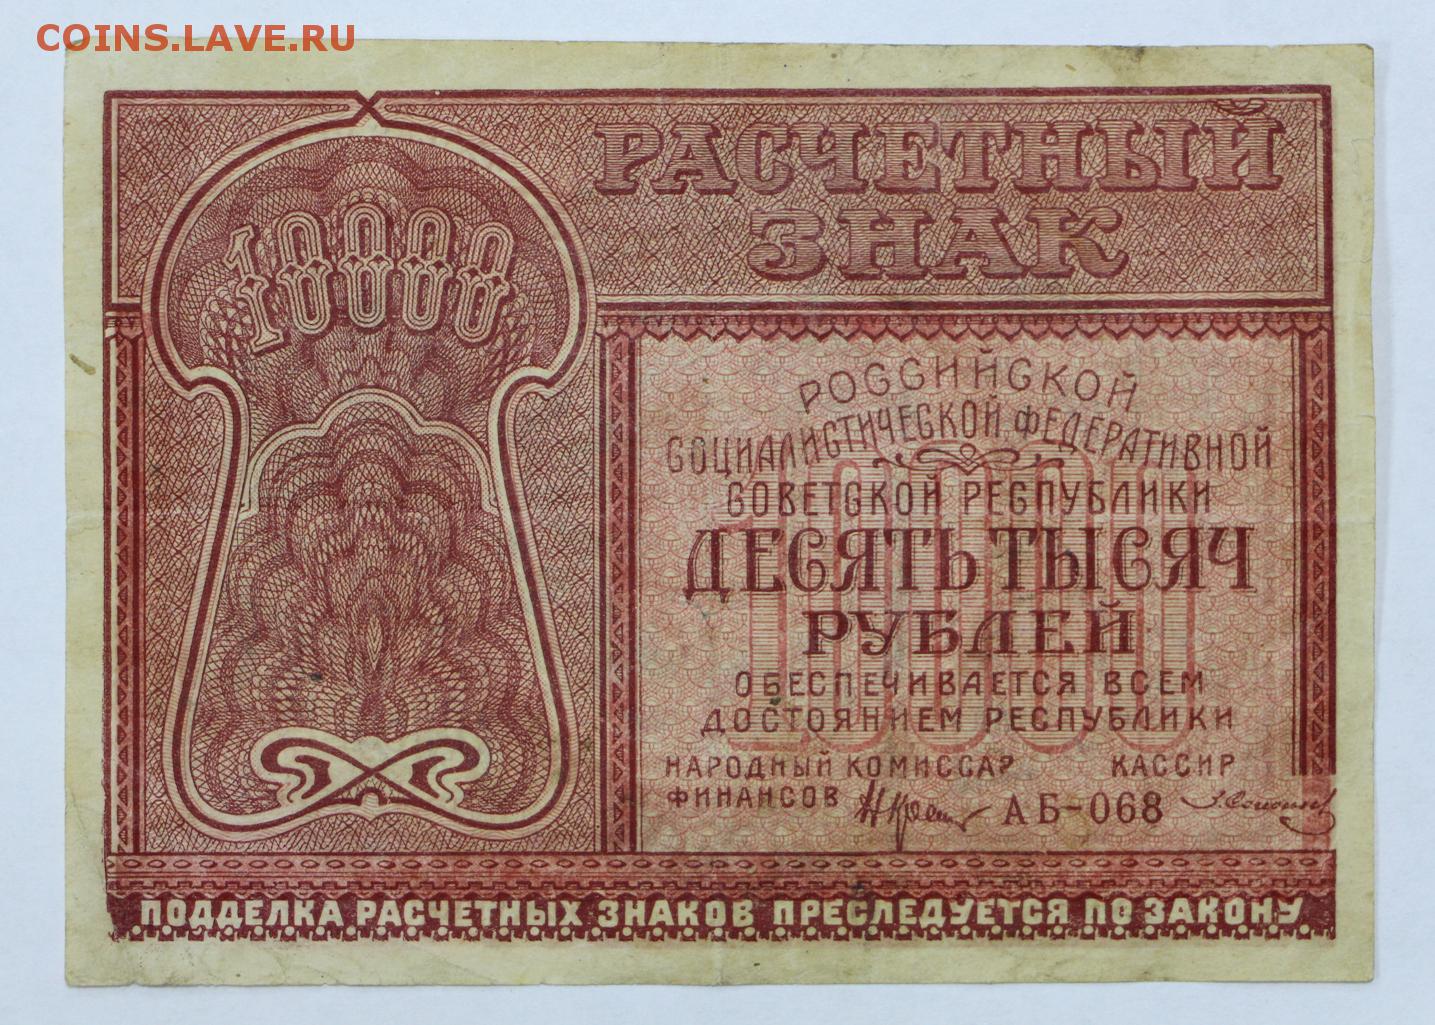 COINS.LAVE.RU
РАСЧЕТНЫЙ
ЗНАК
10000
РОССИЙСКОЙ
СОЦИАЛИСТИЧЕСКОЙ ФЕДЕРАТИВНОЙ
СОВЕТСКОЙ РЕСПУБЛИКИ
10000
ДЕСЯТЬ ТЫСЯЧ
РУБЛЕЙ
ОБЕСПЕЧИВАЕТСЯ ВСЕМ
ДОСТОЯНИЕМ РЕСПУБЛИКИ
НАРОДНЫЙ КОМИССАР
ФИНАНСОВ
КАССИР
АБ-068
ПОДДЕЛКА РАСЧЕТНЫХ ЗНАКОВ ПРЕСЛЕДУЕТСЯ ПО ЗАКОНУ